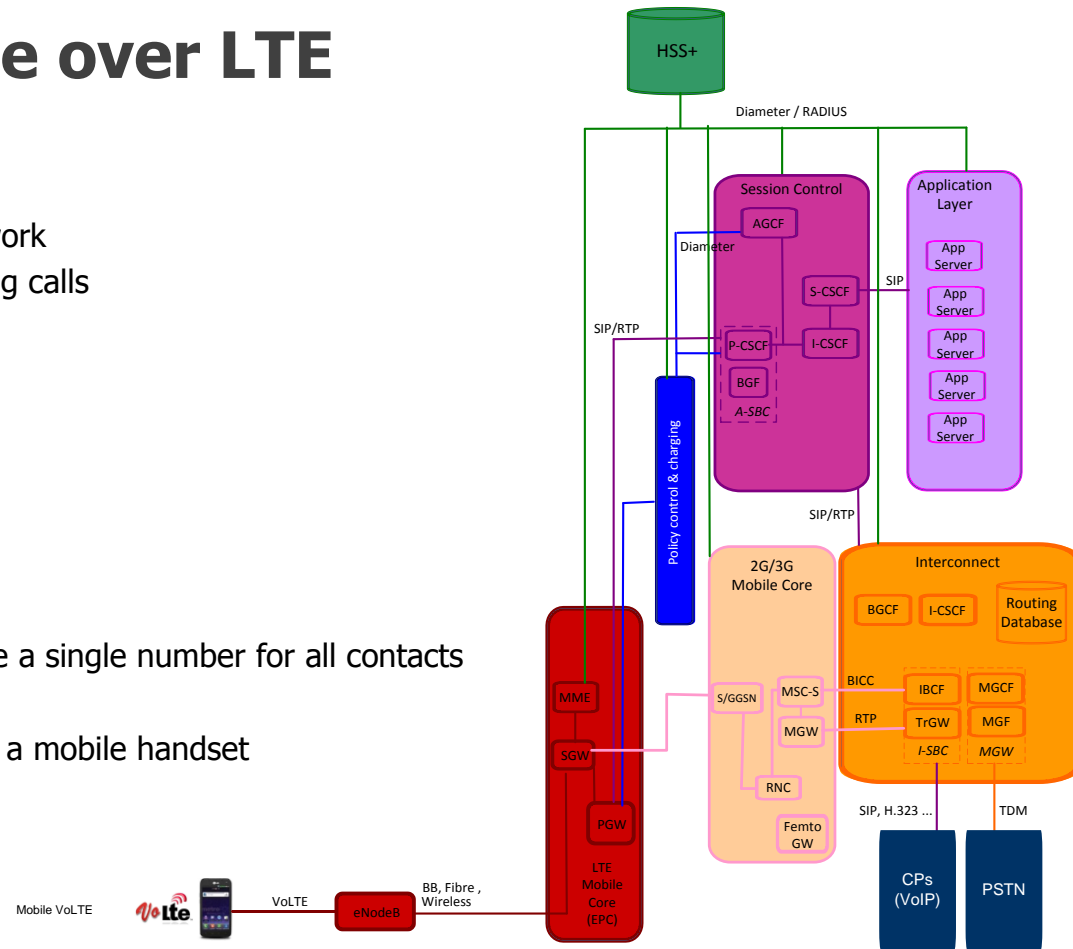 e over LTE
ork
g calls
e a single number for all contacts
a mobile handset
HSS+
Diameter / RADIUS
Session Control
AGCF
Diameter
S-CSCF
SIP
P-CSCF
I-CSCF
BGF
A-SBC
SIP/RTP
Application
Layer
App
Server
App
Server
App
Server
App
Server
App
Server
Policy control & charging
SIP/RTP
2G/3G
Mobile Core
S/GGSN
MSC-S
MGW
RNC
Femto
GW
BICC
RTP
Interconnect
BGCF
I-CSCF
Routing
Database
IBCF
MGCF
TrGW
MGF
I-SBC
MGW
SIP, H.323 ...
TDM
CPs
(VoIP)
PSTN
MME
SGW
PGW
LTE
Mobile
Core
(EPC)
Mobile VoLTE
VoLte
VoLTE
eNodeB
BB, Fibre ,
Wireless